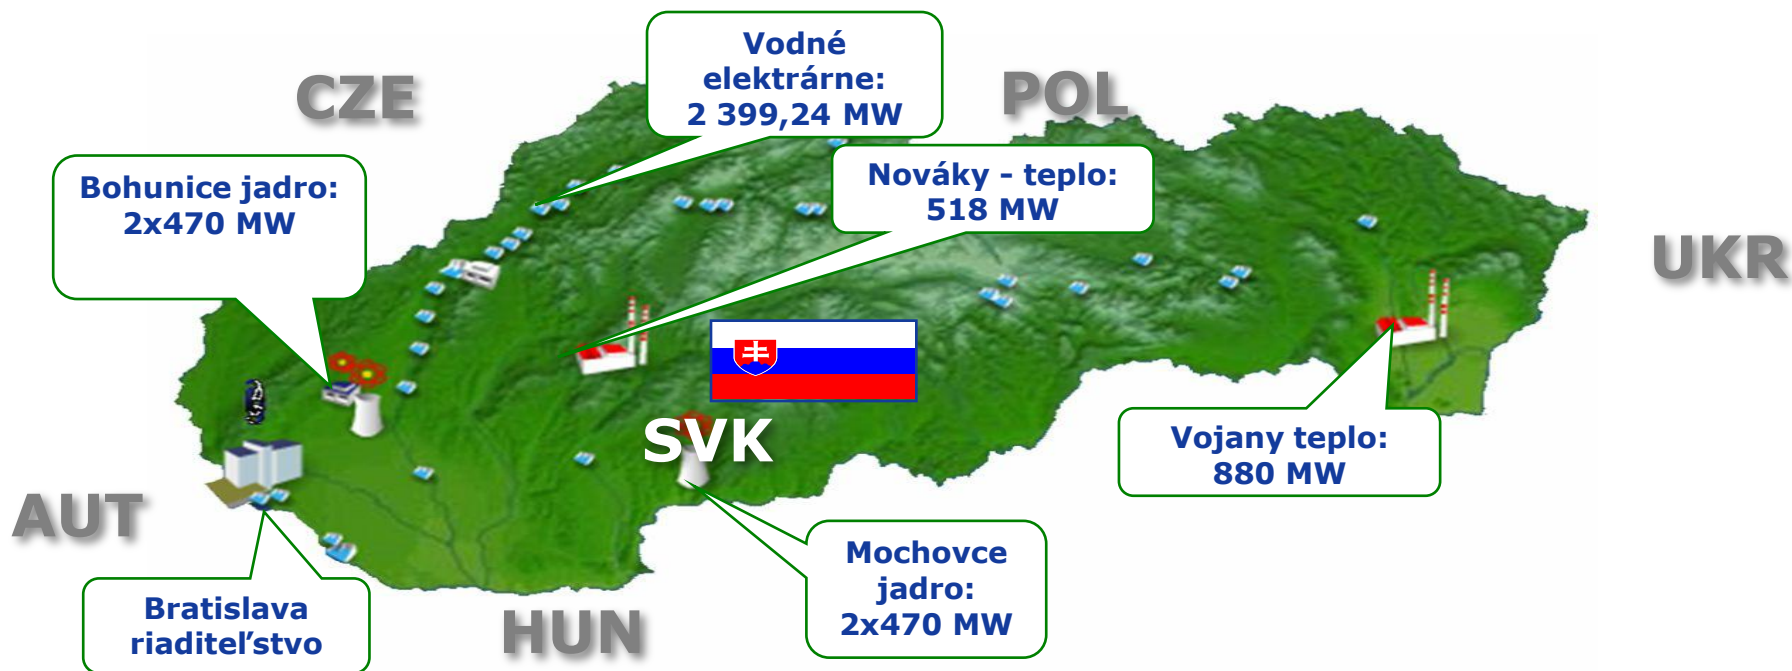 Vodné
elektrárne:
2 399,24 MW
CZE
POL
Nováky - teplo:
518 MW
Bohunice jadro:
2x470 MW
UKR
SVK
Vojany teplo:
880 MW
AUT
Mochovce
jadro:
2x470 MW
Bratislava
riaditeľstvo
HUN